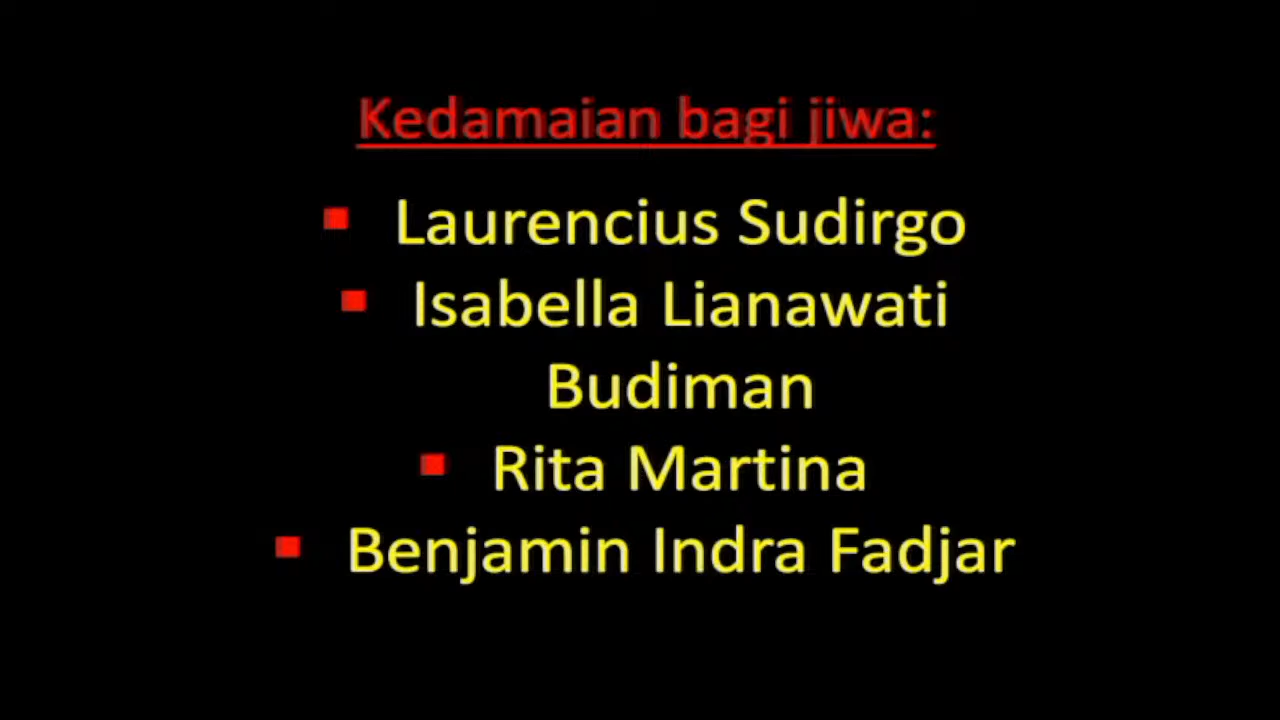 Kedamaian bagi jiwa:
▪ Laurencius Sudirgo
▪ Isabella Lianawati
Budiman
▪ Rita Martina
▪ Benjamin Indra Fadjar